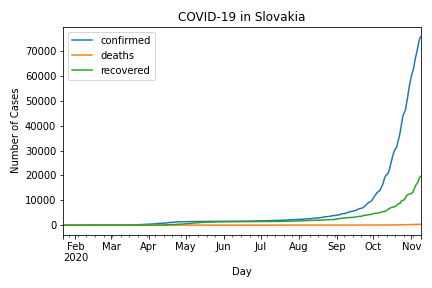 COVID-19 in Slovakia
confirmed
deaths
recovered
Number of Cases
70000
60000
50000
40000
30000
20000
10000
0
Feb Mar Apr May Jun Jul Aug Sep Oct Nov
2020
Day